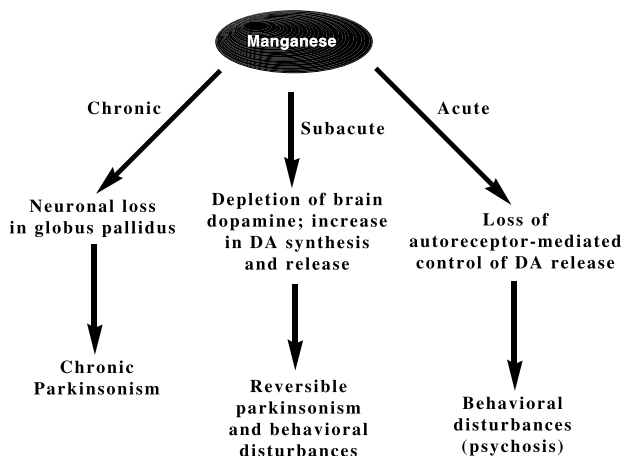 Manganese
Chronic
Subacute
Acute
Neuronal loss
in globus pallidus
Depletion of brain
dopamine; increase
in DA synthesis
and release
Loss of
autoreceptor-mediated
control of DA release
Chronic
Parkinsonism
Reversible
parkinsonism
and behavioral
disturbances
Behavioral
disturbances
(psychosis)